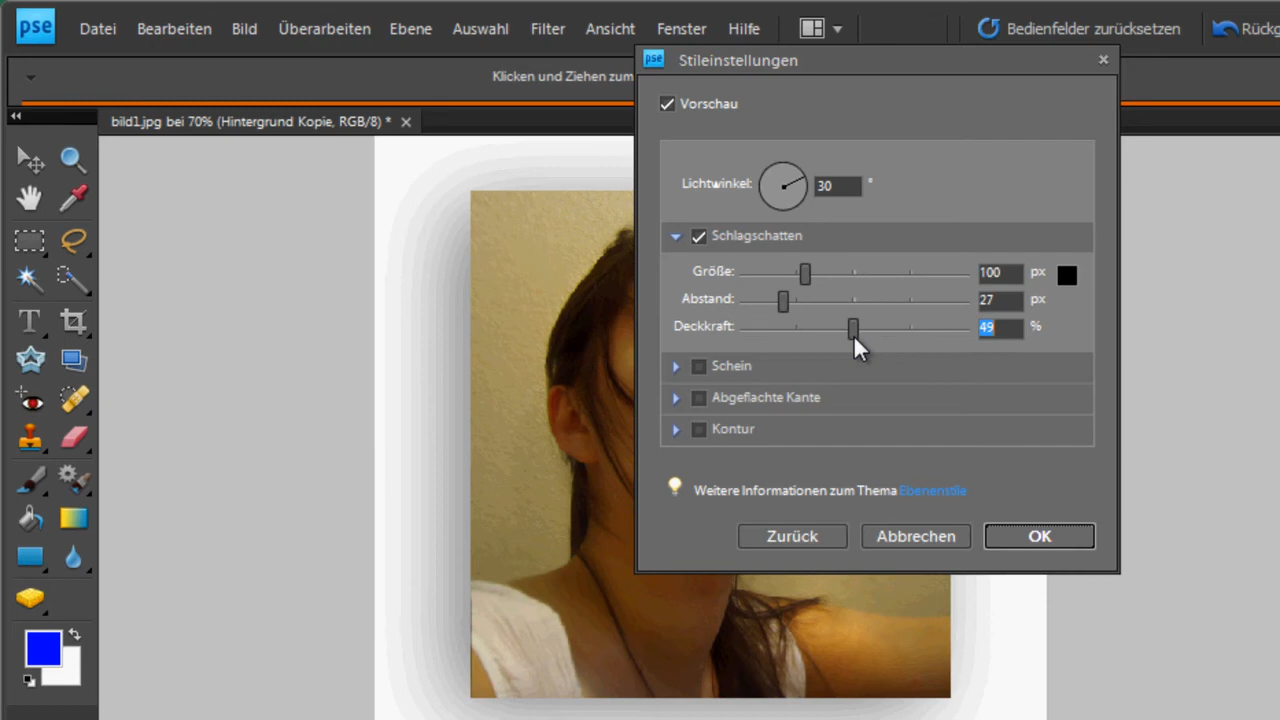 pse Datei Bearbeiten Bild Überarbeiten Ebene Auswahl Filter Ansicht Fenster Hilfe Bedienfelder zurücksetzen
Klicken und Ziehen zum
bild1.jpg bei 70% (Hintergrund Kopie, RGB/8) *
pse Stileinstellungen
Vorschau
Lichtwinkel: 30 °
Schlagschatten
Größe: 100 px
Abstand: 27 px
Deckkraft: 49 %
Schein
Abgeflachte Kante
Kontur
Weitere Informationen zum Thema Ebenenstile
Zurück Abbrechen OK
T